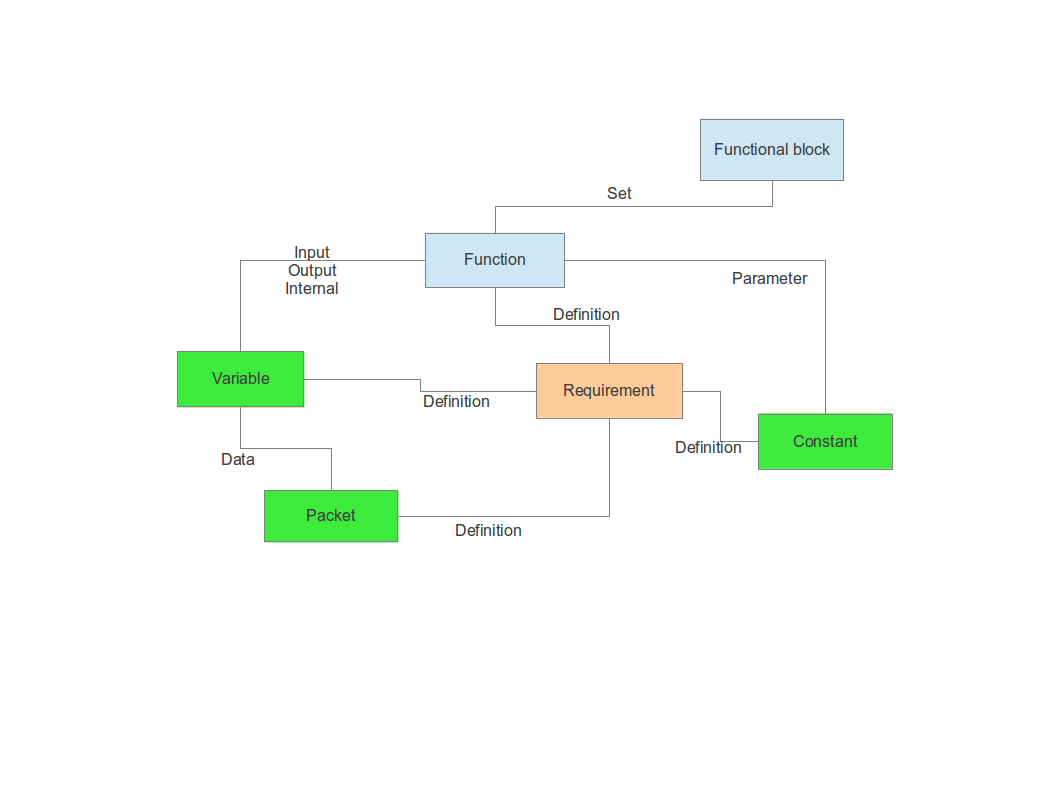 Functional block
Set
Function
Input
Output
Internal
Parameter
Definition
Variable
Requirement
Definition
Constant
Definition
Data
Packet
Definition